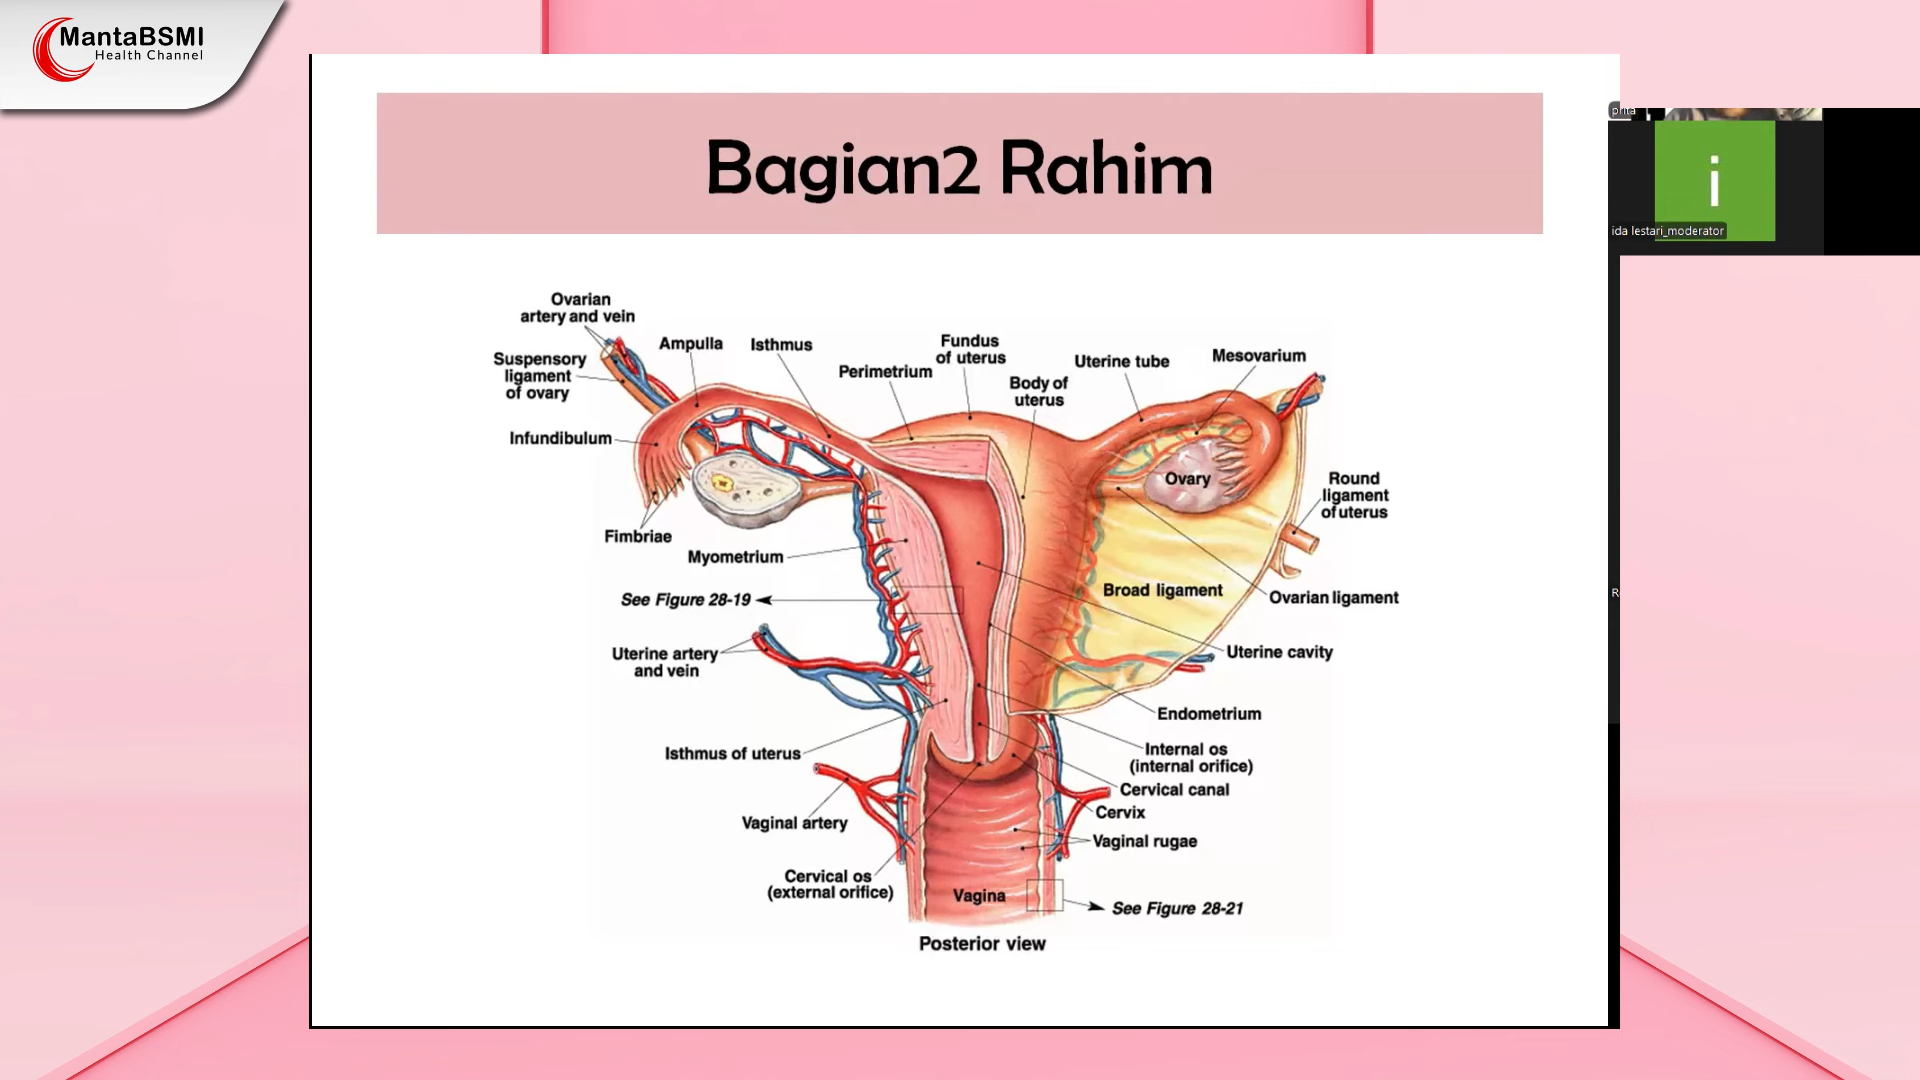 MantaBSMI
Health Channel
Bagian2 Rahim
prita
i
ida lestari_moderator
R
Ovarian
artery and vein
Suspensory
ligament
of ovary
Ampulla
Isthmus
Perimetrium
Fundus
of uterus
Body of
uterus
Uterine tube
Mesovarium
Infundibulum
Ovary
Round
ligament
of uterus
Fimbriae
Myometrium
See Figure 28-19
Broad ligament
Ovarian ligament
Uterine artery
and vein
Uterine cavity
Endometrium
Isthmus of uterus
Internal os
(internal orifice)
Cervical canal
Cervix
Vaginal artery
Vaginal rugae
Cervical os
(external orifice)
Vagina
See Figure 28-21
Posterior view